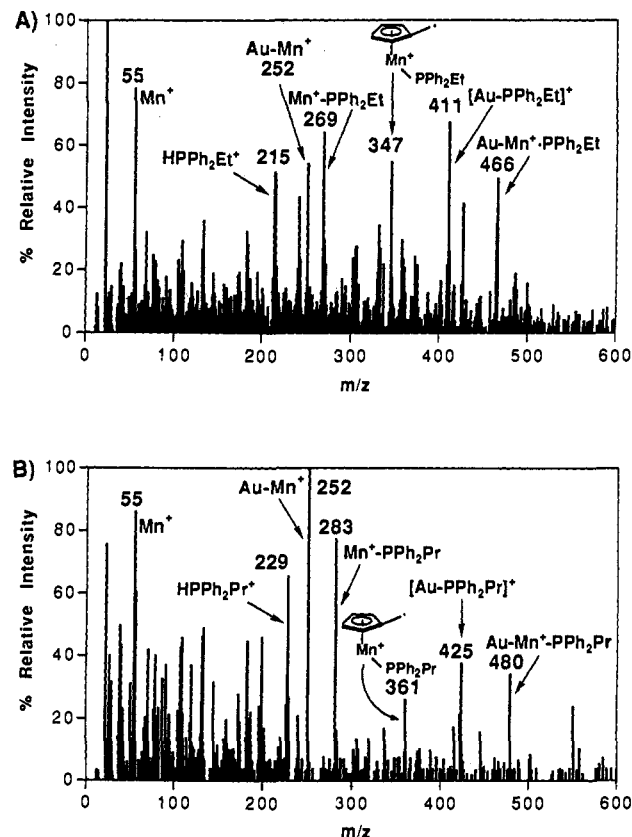 A)
100
80
60
40
20
0
% Relative Intensity
55
Mn⁺
HPPh₂Et⁺
215
Au-Mn⁺
252
Mn⁺-PPh₂Et
269
Mn⁺
PPh₂Et
347
[Au-PPh₂Et]⁺
411
Au-Mn⁺·PPh₂Et
466
0 100 200 300 400 500 600
m/z
B)
100
80
60
40
20
0
% Relative Intensity
55
Mn⁺
Au-Mn⁺
252
283
Mn⁺-PPh₂Pr
229
HPPh₂Pr⁺
Mn⁺
PPh₂Pr
361
[Au-PPh₂Pr]⁺
425
Au-Mn⁺-PPh₂Pr
480
0 100 200 300 400 500 600
m/z